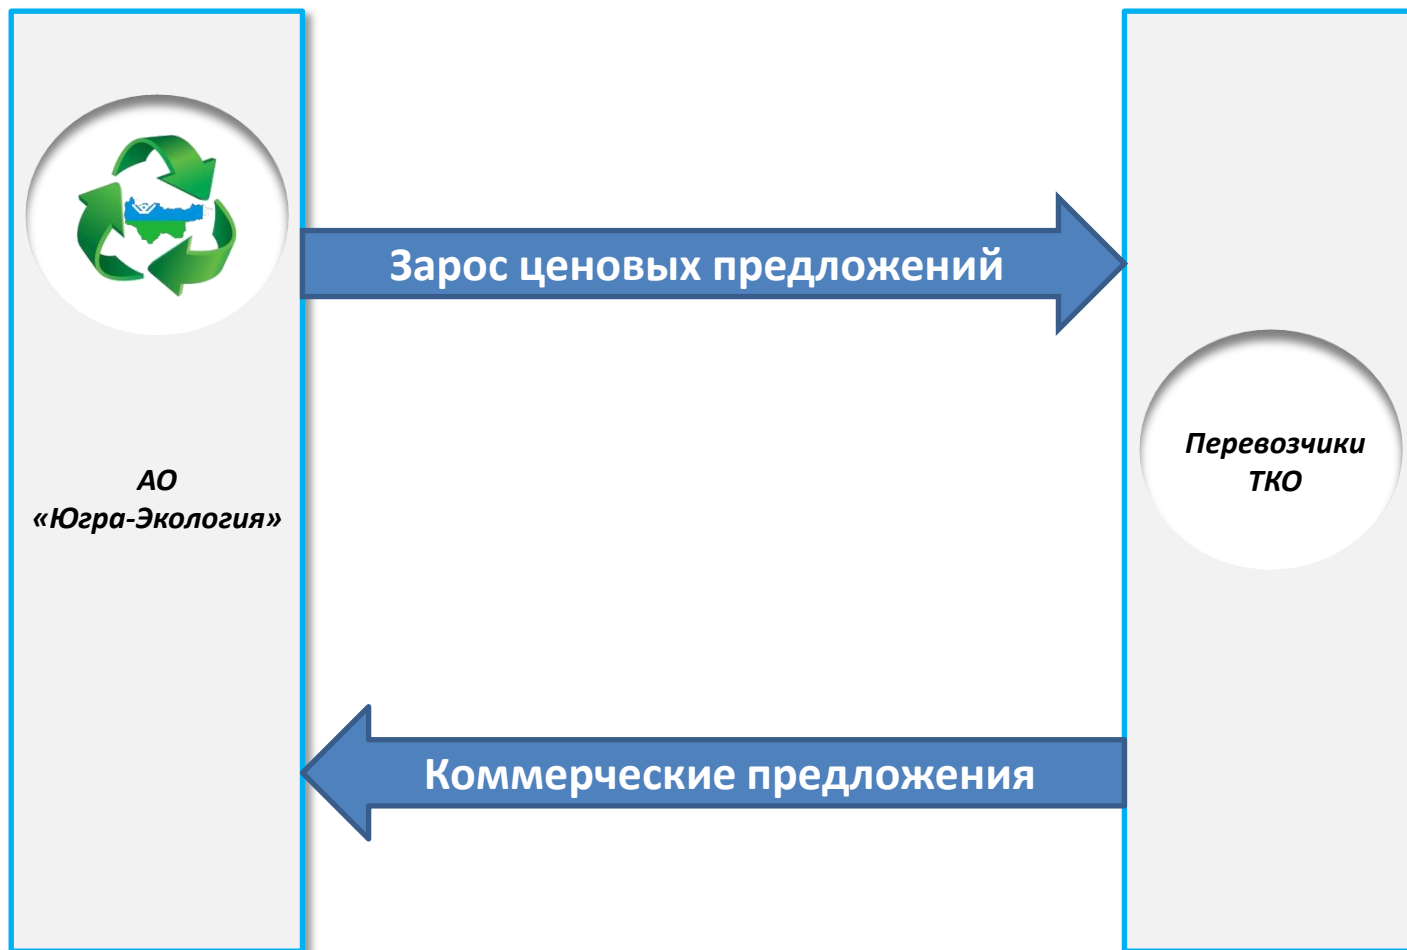 Зарос ценовых предложений
АО
«Югра-Экология»
Перевозчики
ТКО
Коммерческие предложения